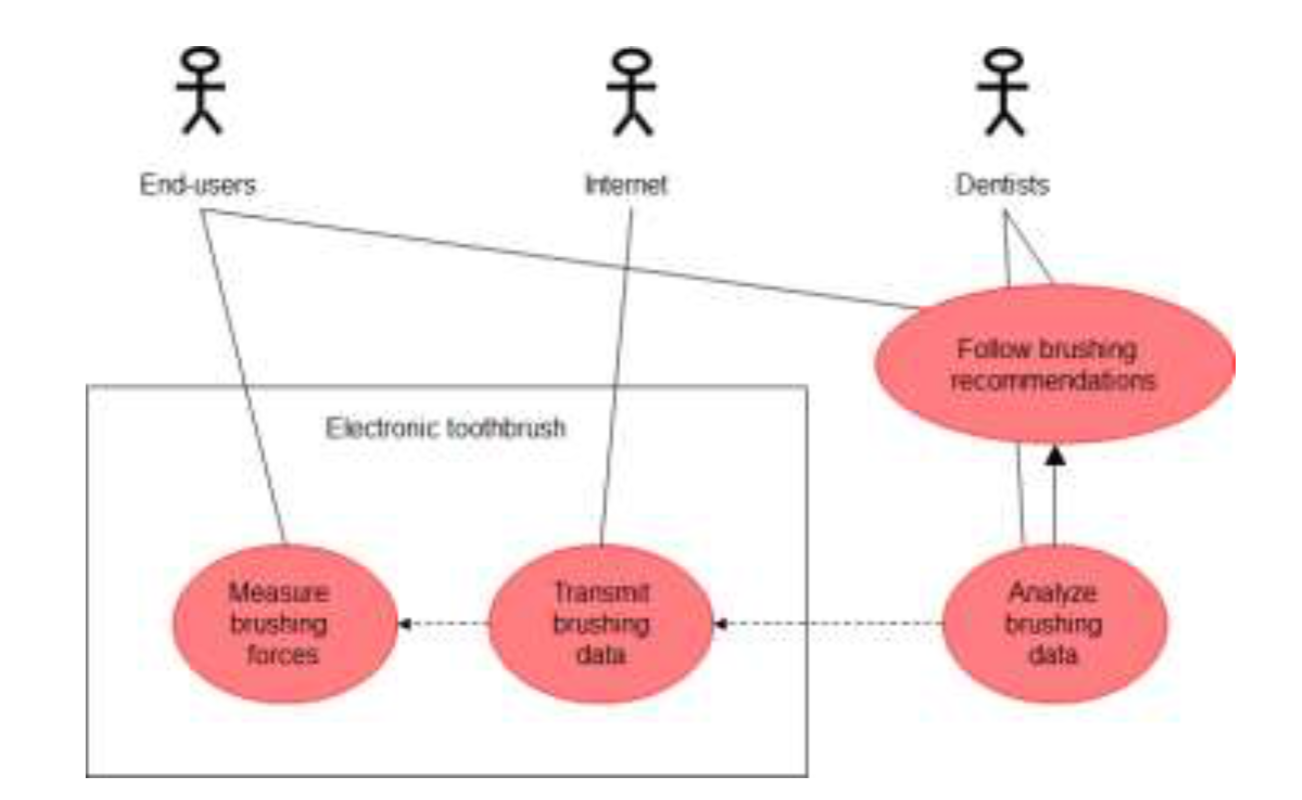 End-users
Internet
Dentists
Follow brushing
recommendations
Electronic toothbrush
Measure
brushing
forces
Transmit
brushing
data
Analyze
brushing
data